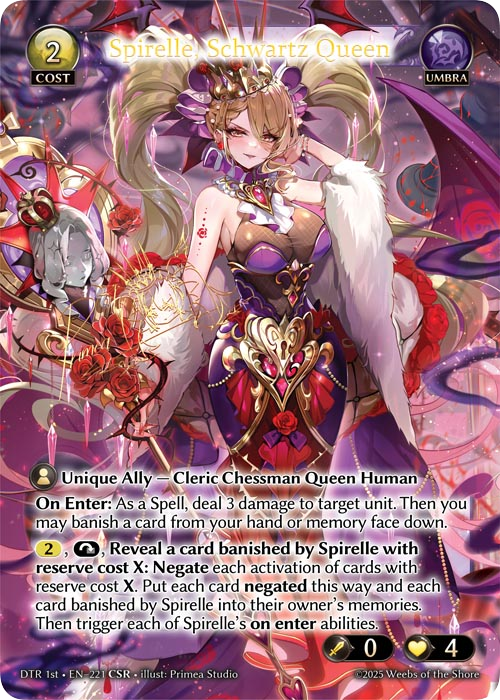 2
COST
Spirelle, Schwartz Queen
UMBRA
Unique Ally — Cleric Chessman Queen Human
On Enter: As a Spell, deal 3 damage to target unit. Then you
may banish a card from your hand or memory face down.
2 , , Reveal a card banished by Spirelle with
reserve cost X: Negate each activation of cards with
reserve cost X. Put each card negated this way and each
card banished by Spirelle into their owner's memories.
Then trigger each of Spirelle's on enter abilities.
0
4
DTR 1st • EN-221 CSR • illust: Primea Studio
©2025 Weebs of the Shore